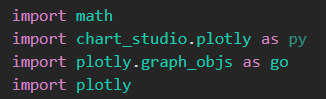 import math
import chart_studio.plotly as py
import plotly.graph_objs as go
import plotly